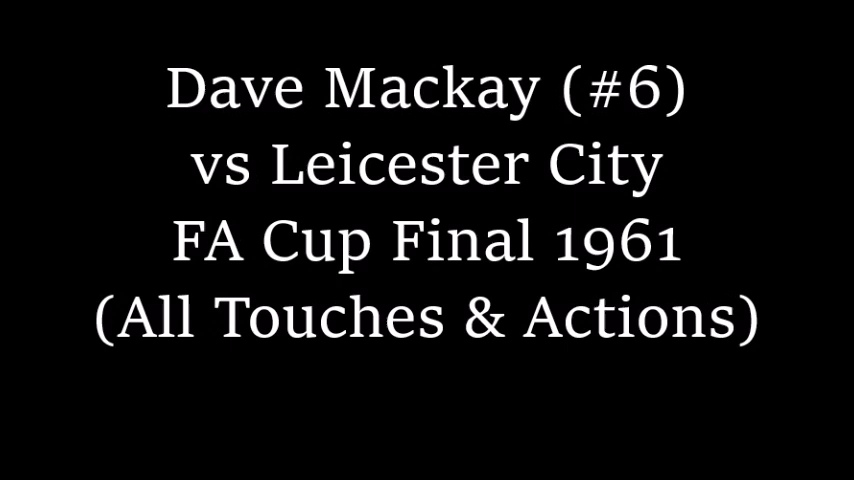 Dave Mackay (#6)
vs Leicester City
FA Cup Final 1961
(All Touches & Actions)